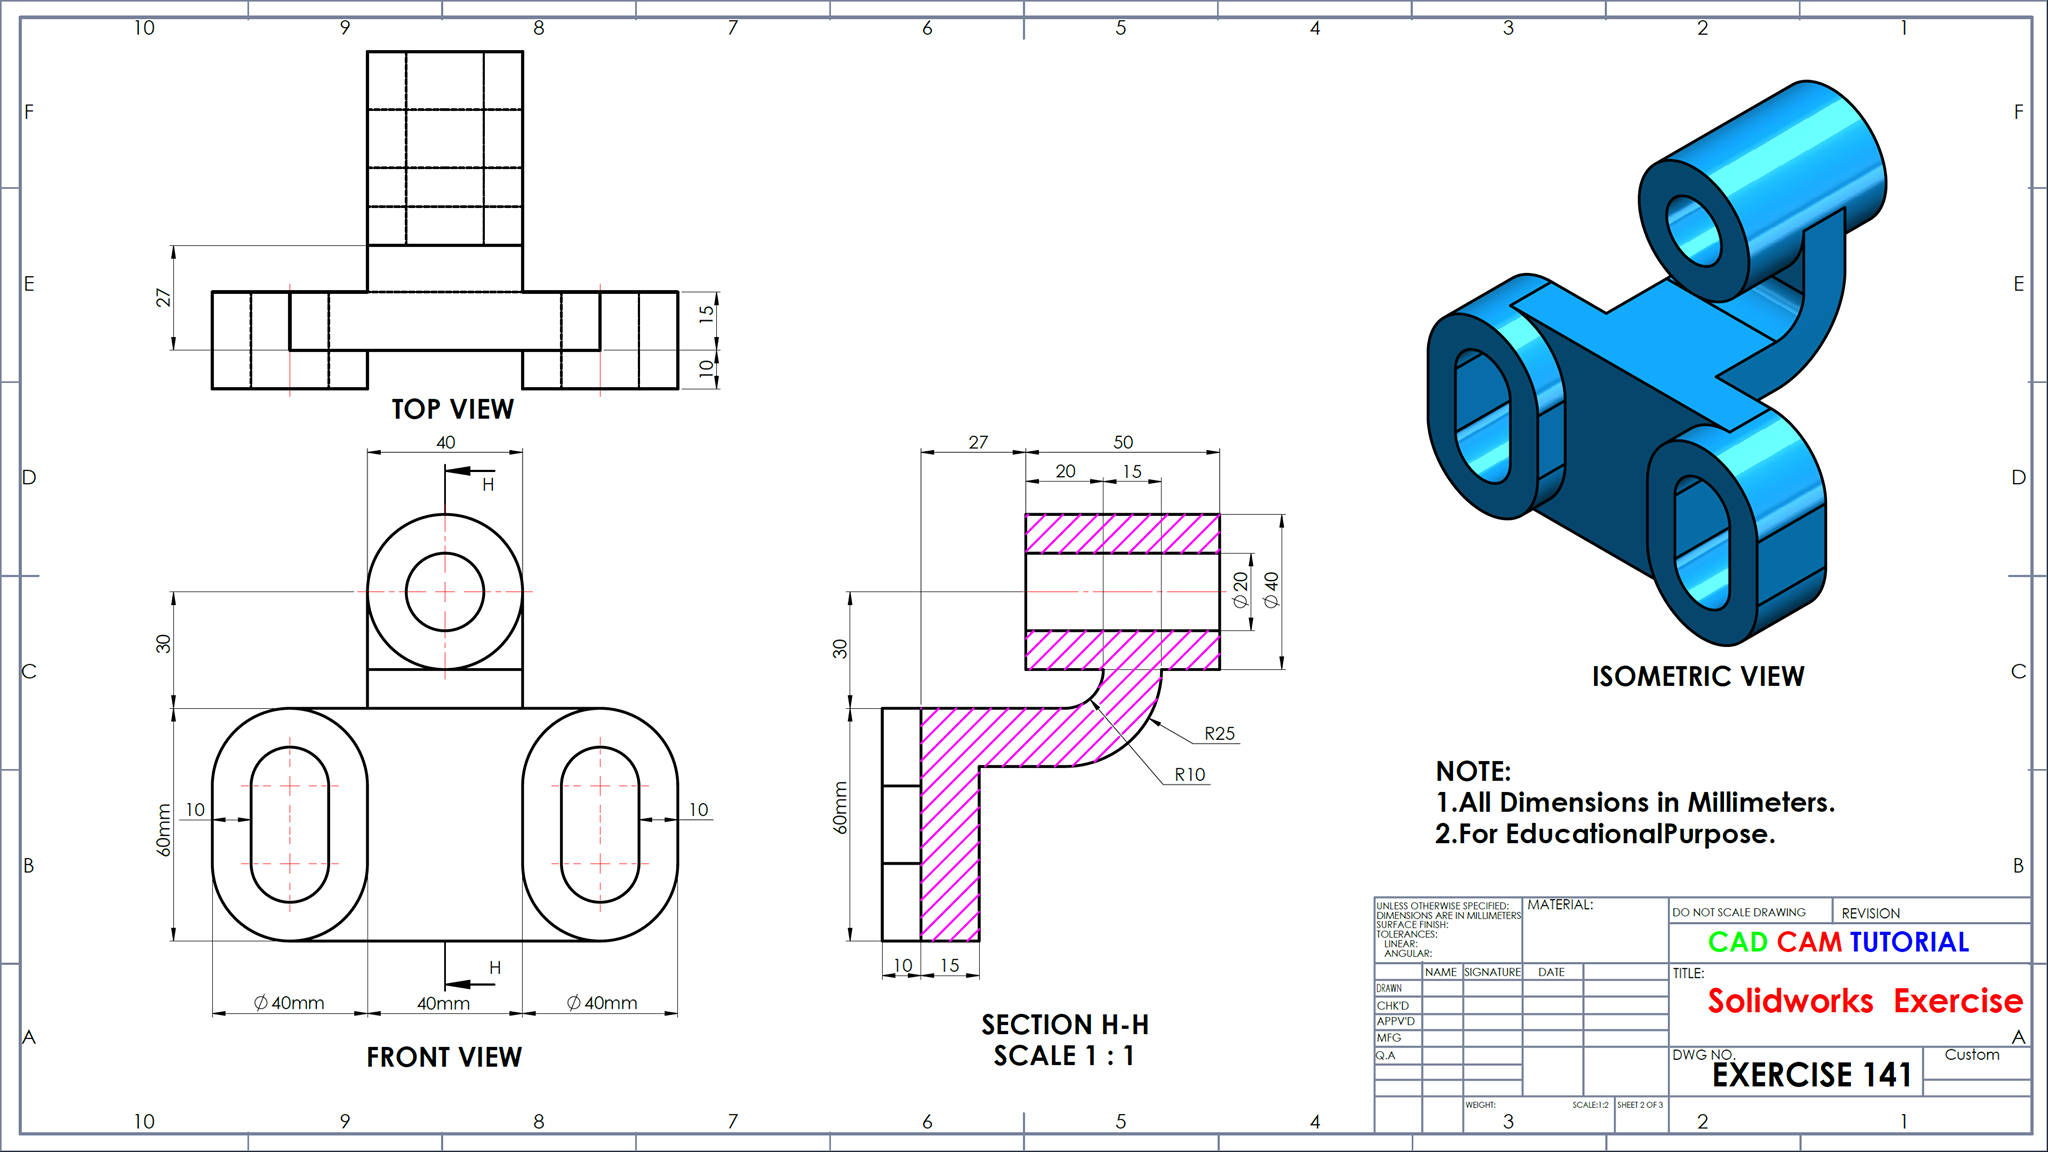 10 9 8 7 6 5 4 3 2 1
F F
E E
D D
C C
B B
A A
27
15
10
TOP VIEW
40
H
30
60mm
10 10
H
⌀40mm 40mm ⌀40mm
FRONT VIEW
27 50
20 15
⌀20
⌀40
30
R25
R10
60mm
10 15
SECTION H-H
SCALE 1 : 1
ISOMETRIC VIEW
NOTE:
1.All Dimensions in Millimeters.
2.For EducationalPurpose.
UNLESS OTHERWISE SPECIFIED:
DIMENSIONS ARE IN MILLIMETERS
SURFACE FINISH:
TOLERANCES:
LINEAR:
ANGULAR:
MATERIAL:
DO NOT SCALE DRAWING
REVISION
CAD CAM TUTORIAL
NAME SIGNATURE DATE
DRAWN
CHK'D
APPV'D
MFG
Q.A
TITLE:
Solidworks Exercise
DWG NO.
EXERCISE 141
Custom
WEIGHT:
SCALE:1:2
SHEET 2 OF 3
10 9 8 7 6 5 4 3 2 1